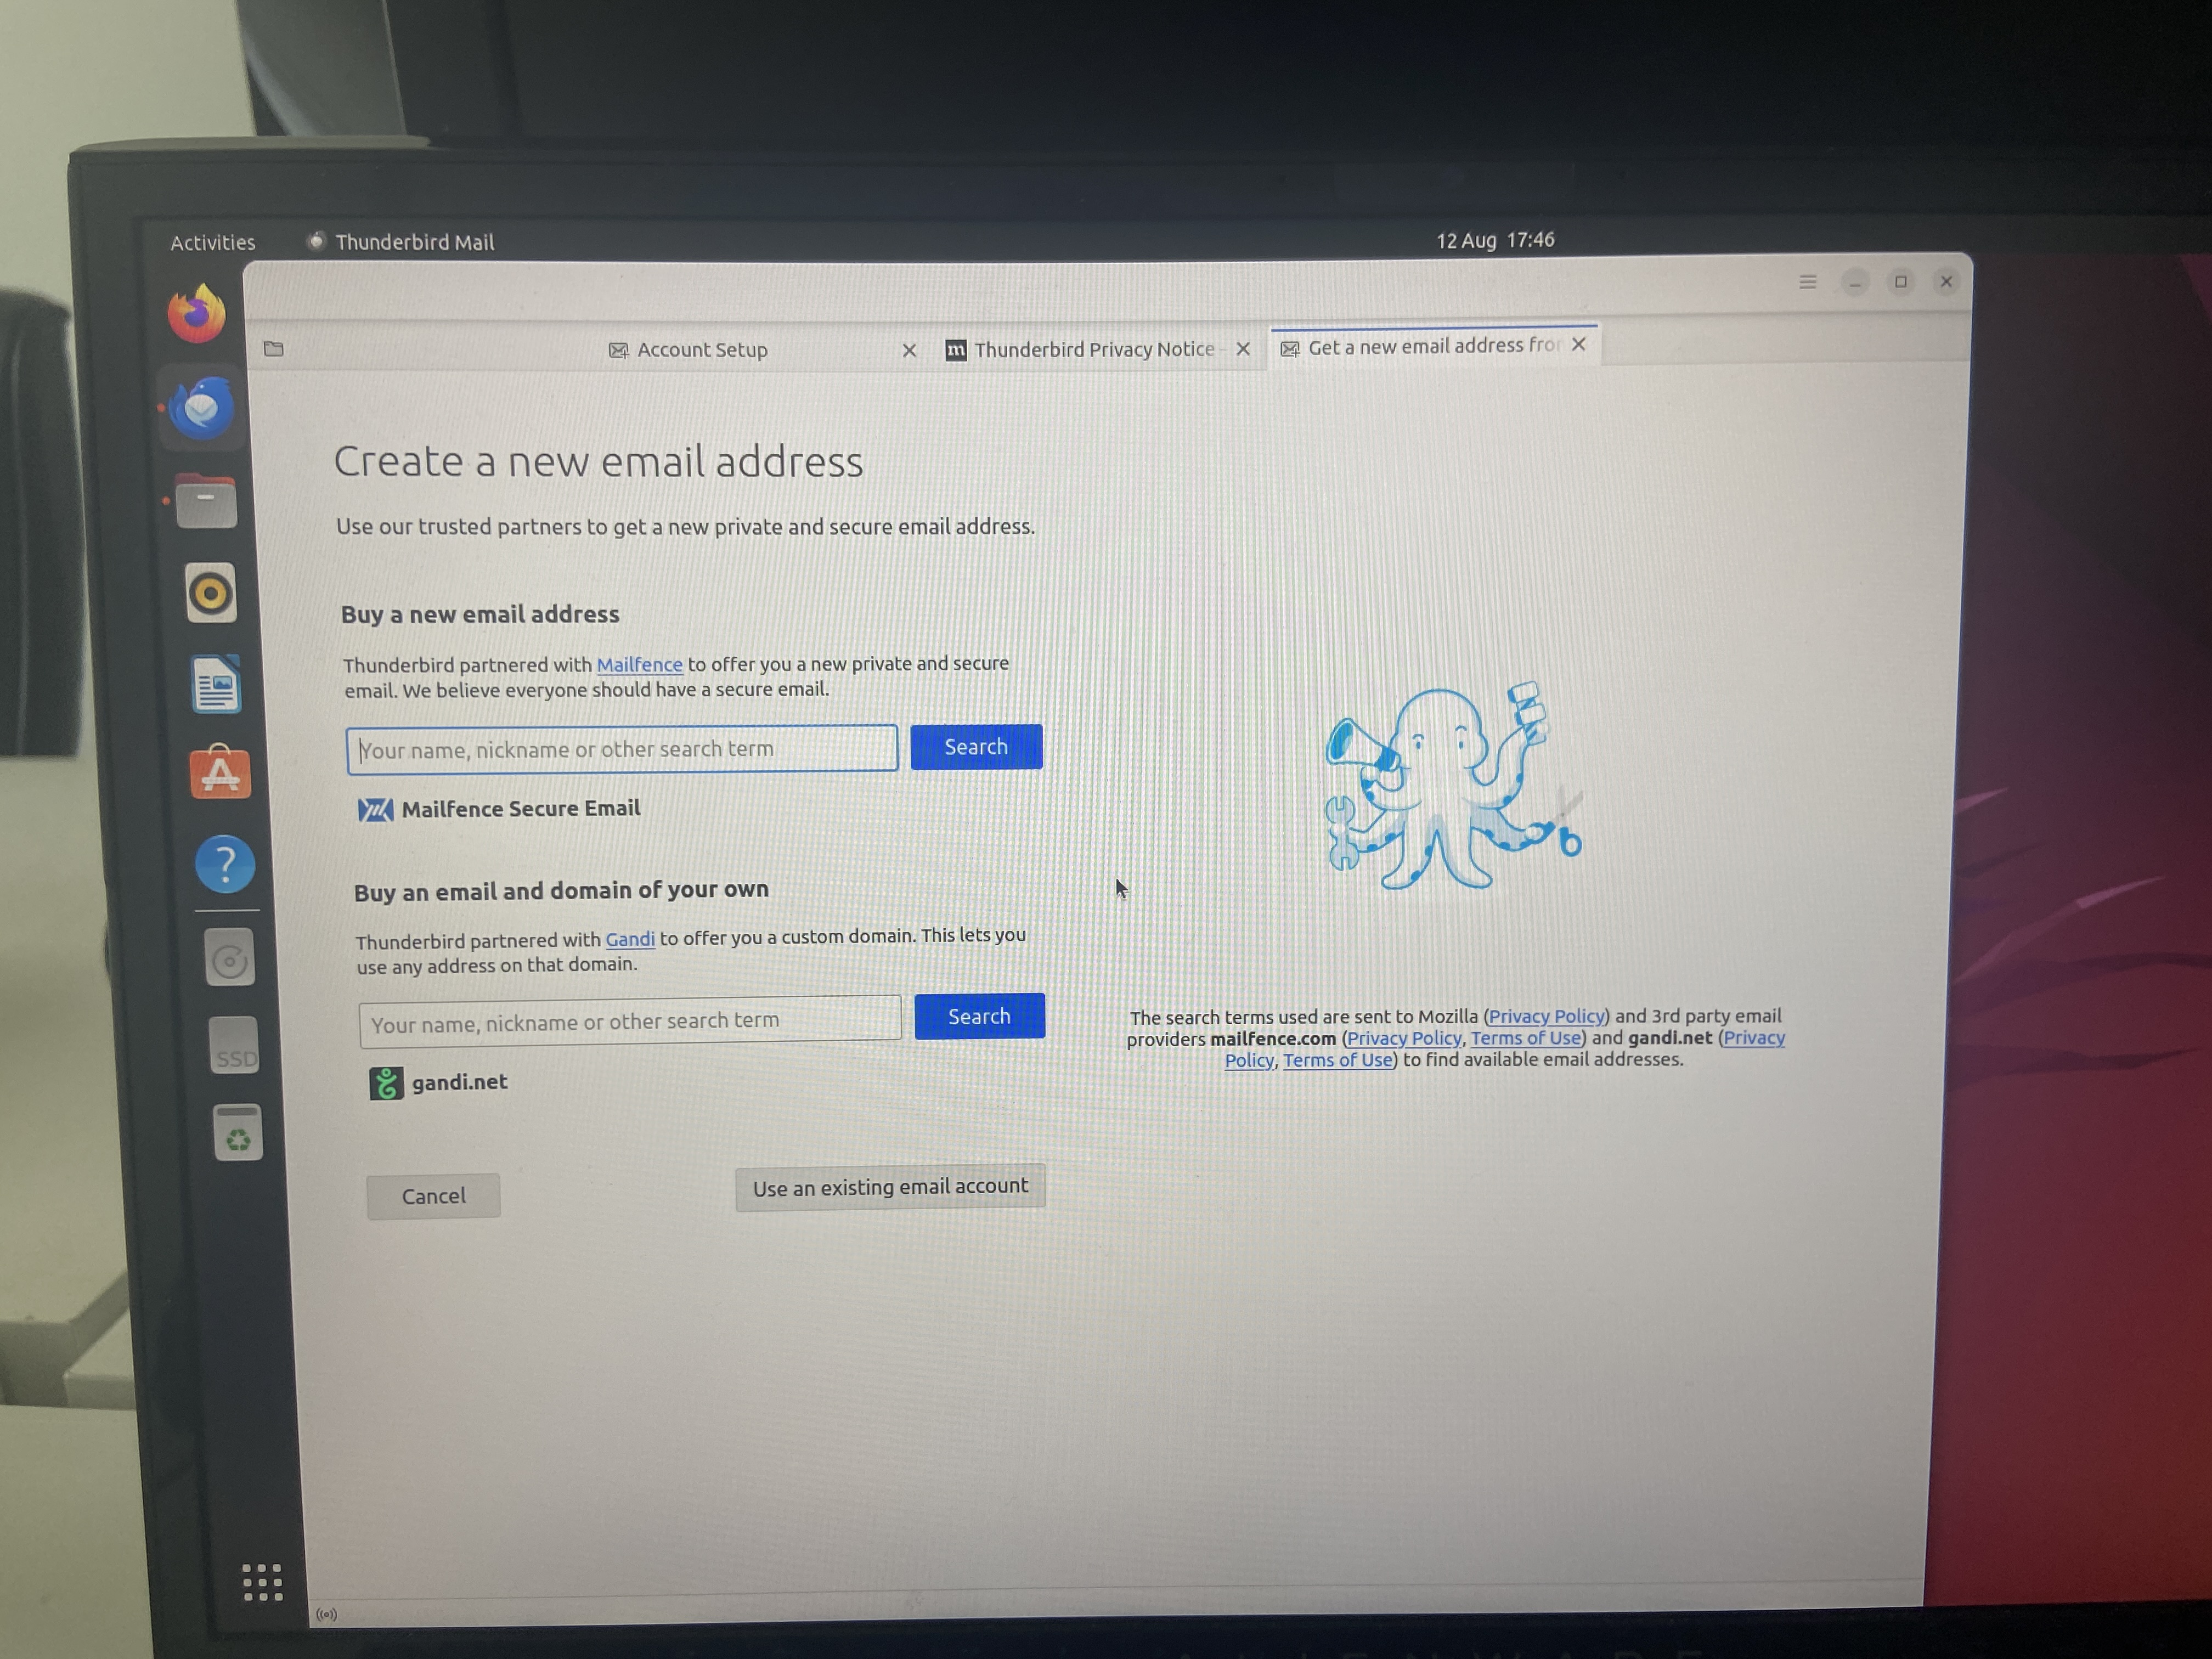 Activities
Thunderbird Mail
12 Aug 17:46
Account Setup
Thunderbird Privacy Notice
Get a new email address fro
Create a new email address
Use our trusted partners to get a new private and secure email address.
Buy a new email address
Thunderbird partnered with Mailfence to offer you a new private and secure
email. We believe everyone should have a secure email.
Your name, nickname or other search term
Search
Mailfence Secure Email
Buy an email and domain of your own
Thunderbird partnered with Gandi to offer you a custom domain. This lets you
use any address on that domain.
Your name, nickname or other search term
Search
gandi.net
The search terms used are sent to Mozilla (Privacy Policy) and 3rd party email
providers mailfence.com (Privacy Policy, Terms of Use) and gandi.net (Privacy
Policy, Terms of Use) to find available email addresses.
Cancel
Use an existing email account
SSD